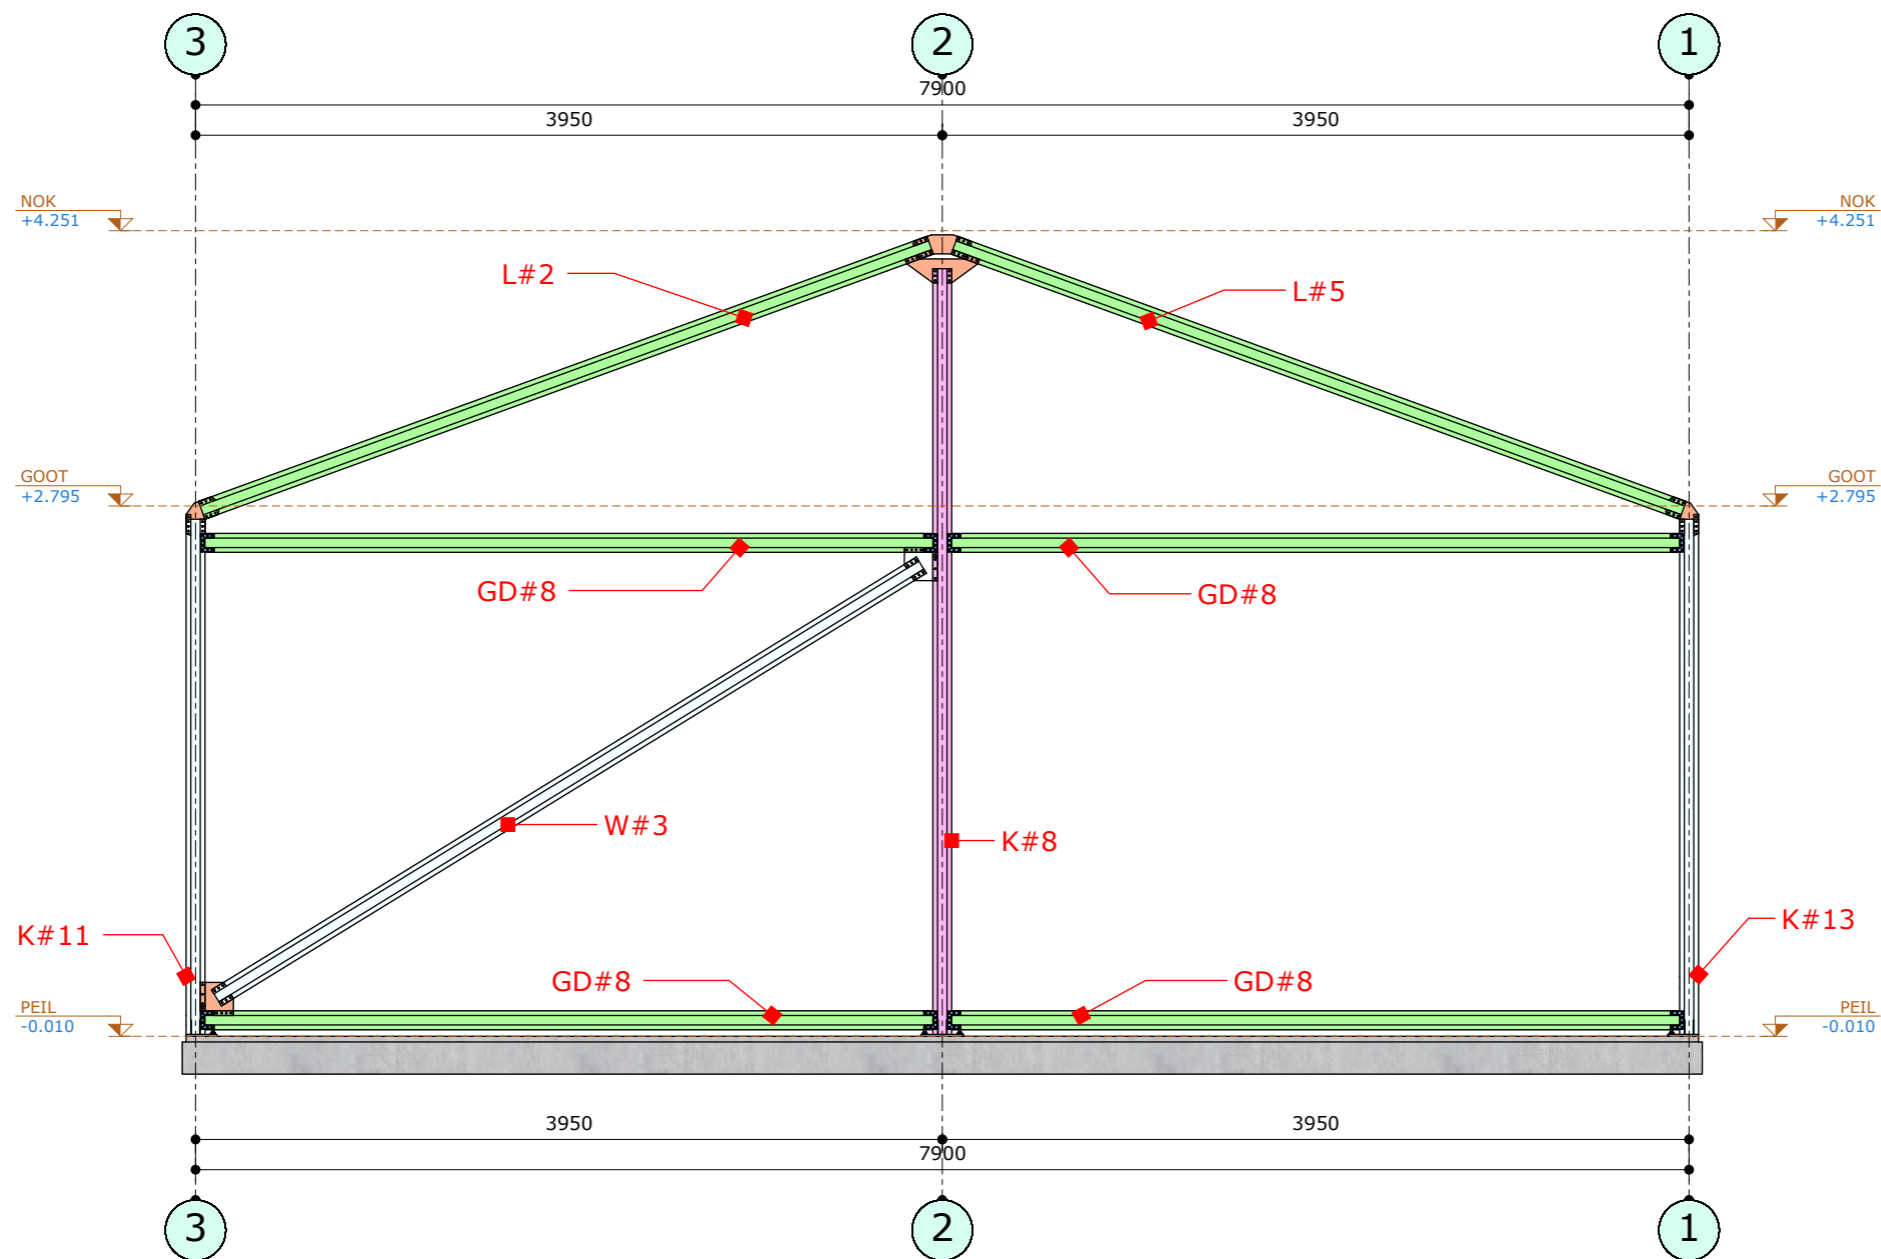 3 2 1
7900
3950 3950
NOK NOK
+4.251 +4.251
L#2 L#5
GOOT GOOT
+2.795 +2.795
GD#8 GD#8
W#3 K#8
K#11 K#13
GD#8 GD#8
PEIL PEIL
-0.010 -0.010
3950 3950
7900
3 2 1